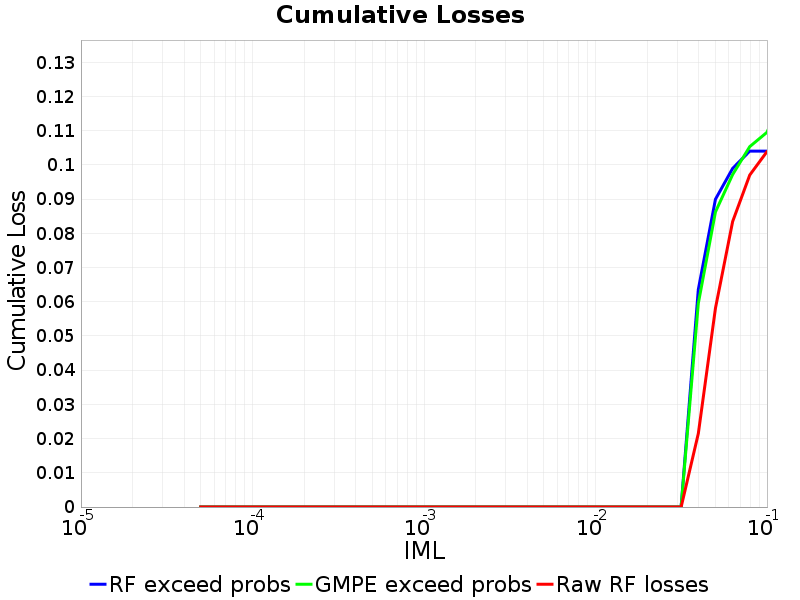 Cumulative Losses
Cumulative Loss
0.13
0.12
0.11
0.1
0.09
0.08
0.07
0.06
0.05
0.04
0.03
0.02
0.01
0
10-5 10-4 10-3 10-2 10-1
IML
RF exceed probs GMPE exceed probs Raw RF losses